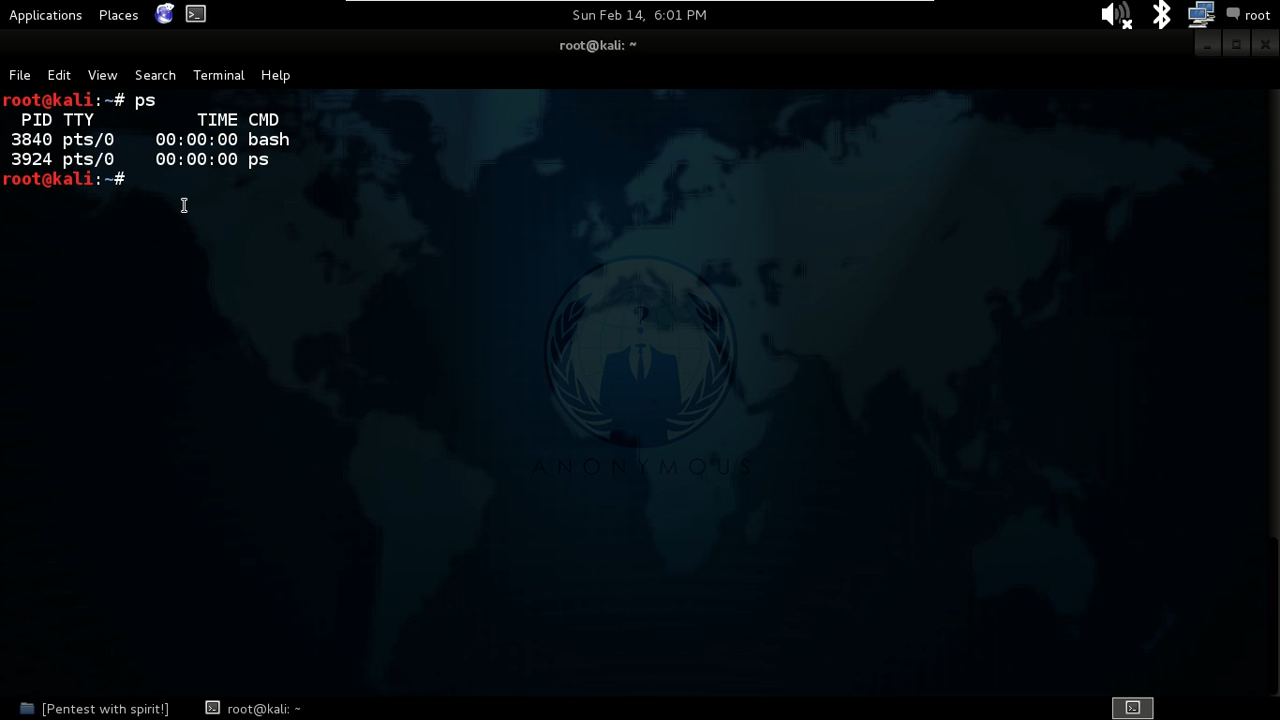 Applications Places Sun Feb 14, 6:01 PM root
root@kali: ~
File Edit View Search Terminal Help
root@kali:~# ps
  PID TTY          TIME CMD
 3840 pts/0    00:00:00 bash
 3924 pts/0    00:00:00 ps
root@kali:~#
?
ANONYMOUS
[Pentest with spirit!] root@kali: ~